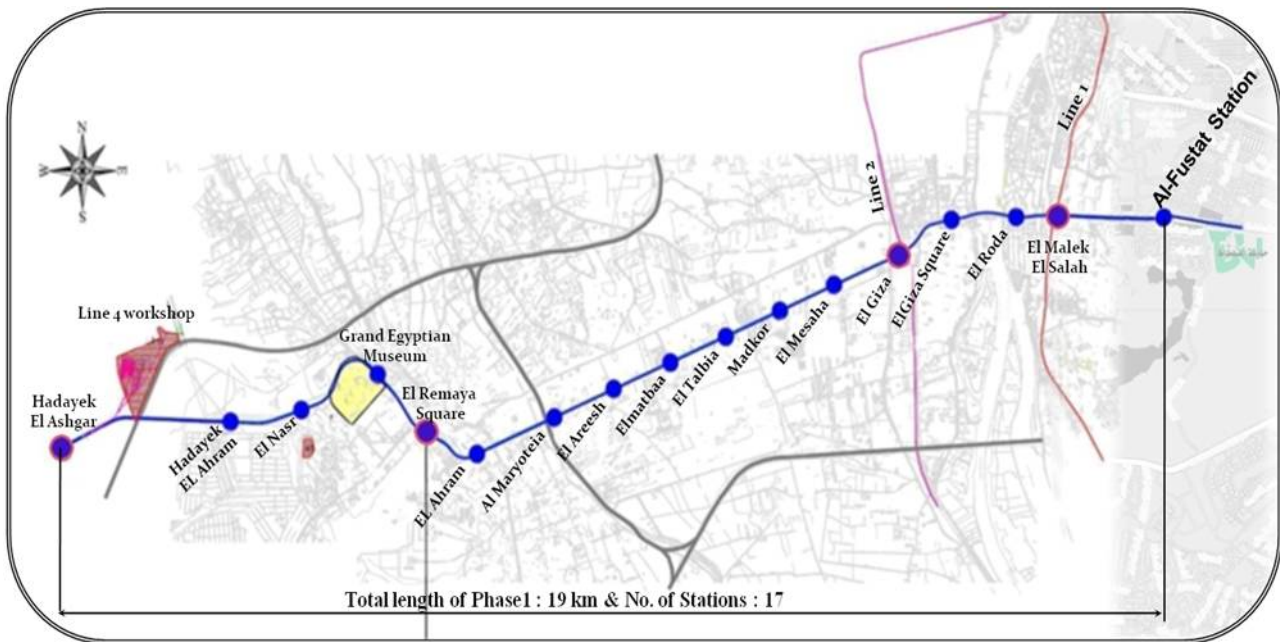 N
W
E
S
Line 4 workshop
Hadayek
El Ashgar
Hadayek
EL Ahram
El Nasr
Grand Egyptian
Museum
El Remaya
Square
EL Ahram
Al Maryoteia
El Areesh
Elmatbaa
El Talbia
Madkor
El Mesaha
El Giza
Line 2
El Giza Square
El Roda
El Malek
El Salah
Line 1
Al-Fustat Station
Total length of Phase1 : 19 km & No. of Stations : 17